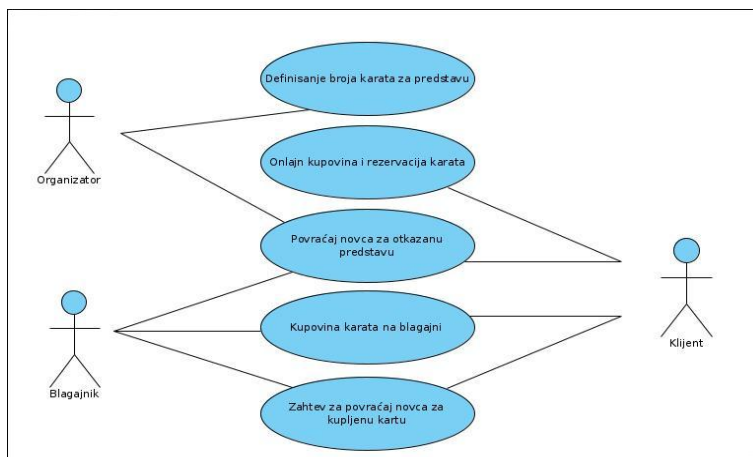 Definisanje broja karata za predstavu
Organizator
Onlajn kupovina i rezervacija karata
Povraćaj novca za otkazanu
predstavu
Kupovina karata na blagajni
Klijent
Blagajnik
Zahtev za povraćaj novca za
kupljenu kartu